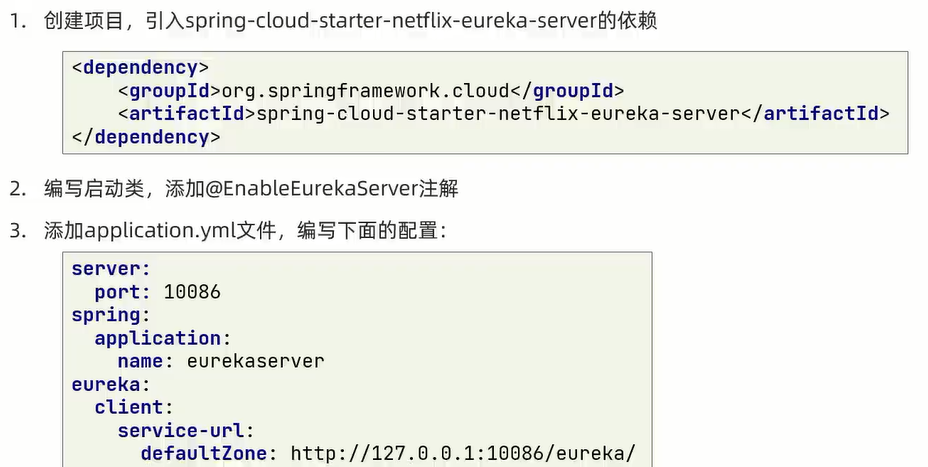 1. 创建项目，引入spring-cloud-starter-netflix-eureka-server的依赖
<dependency>
    <groupId>org.springframework.cloud</groupId>
    <artifactId>spring-cloud-starter-netflix-eureka-server</artifactId>
</dependency>
2. 编写启动类，添加@EnableEurekaServer注解
3. 添加application.yml文件，编写下面的配置：
server:
  port: 10086
spring:
  application:
    name: eurekaserver
eureka:
  client:
    service-url:
      defaultZone: http://127.0.0.1:10086/eureka/